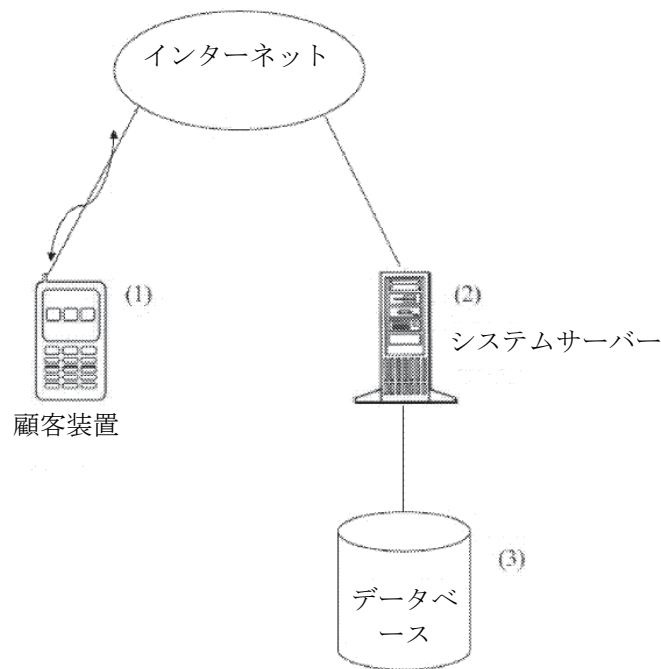 インターネット
(1)
(2)
システムサーバー
顧客装置
(3)
データベ
ース